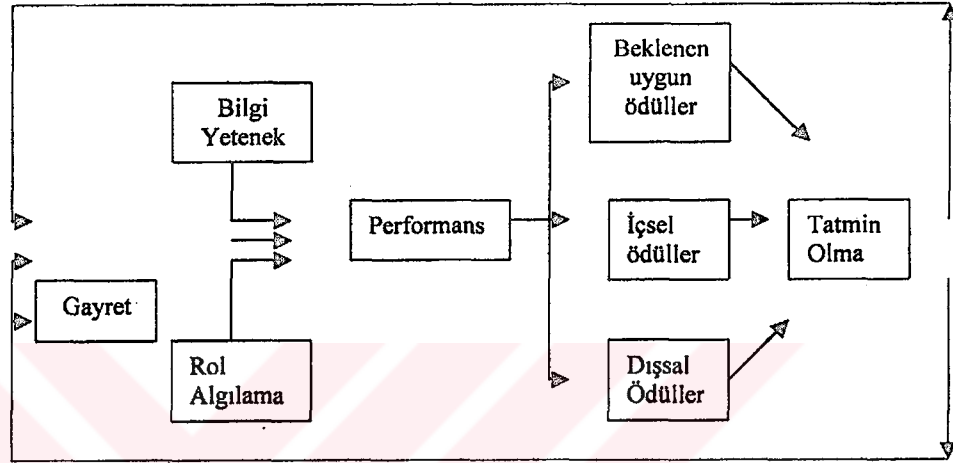 Beklenen
uygun
ödüller
Bilgi
Yetenek
Performans
İçsel
ödüller
Tatmin
Olma
Gayret
Rol
Algılama
Dışsal
Ödüller